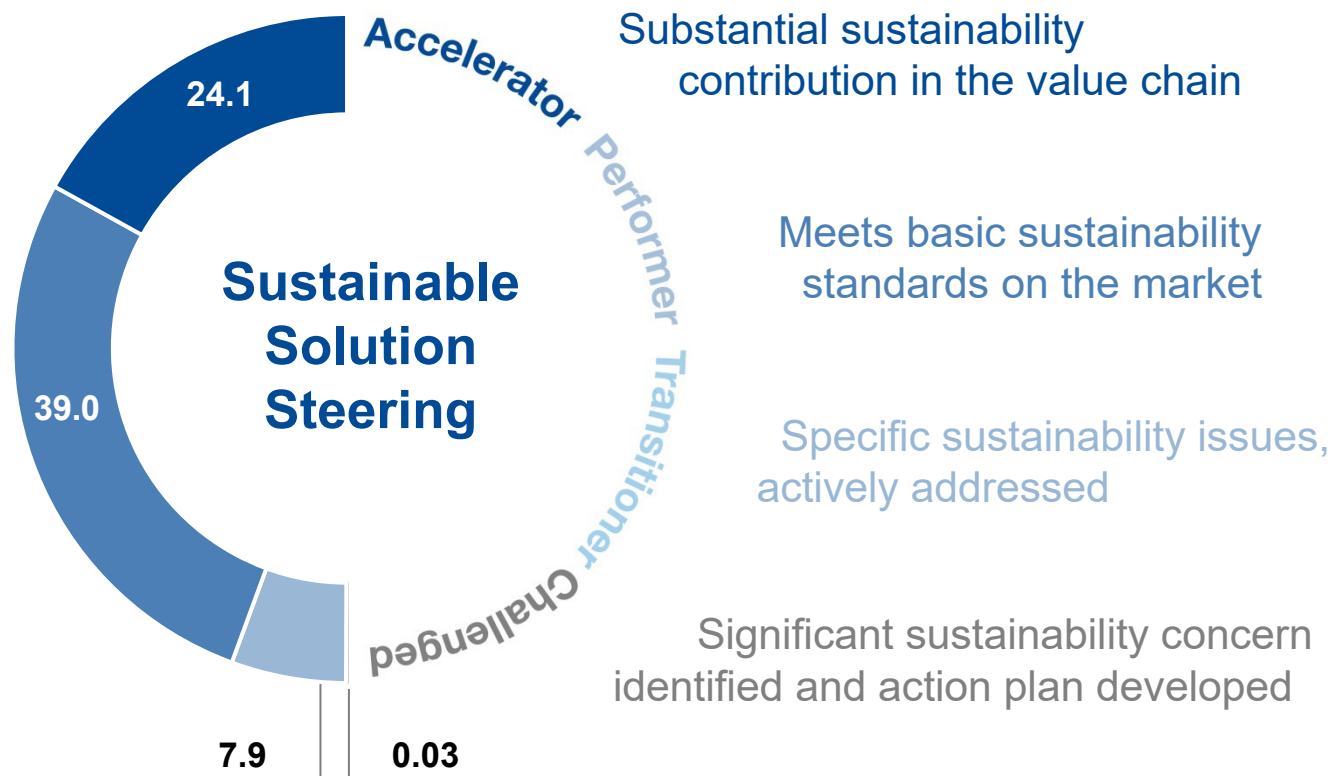 Accelerator
Substantial sustainability
contribution in the value chain
24.1
Performer
Meets basic sustainability
standards on the market
Sustainable
Solution
Steering
39.0
Transitioner
Specific sustainability issues,
actively addressed
Challenged
Significant sustainability concern
identified and action plan developed
7.9
0.03